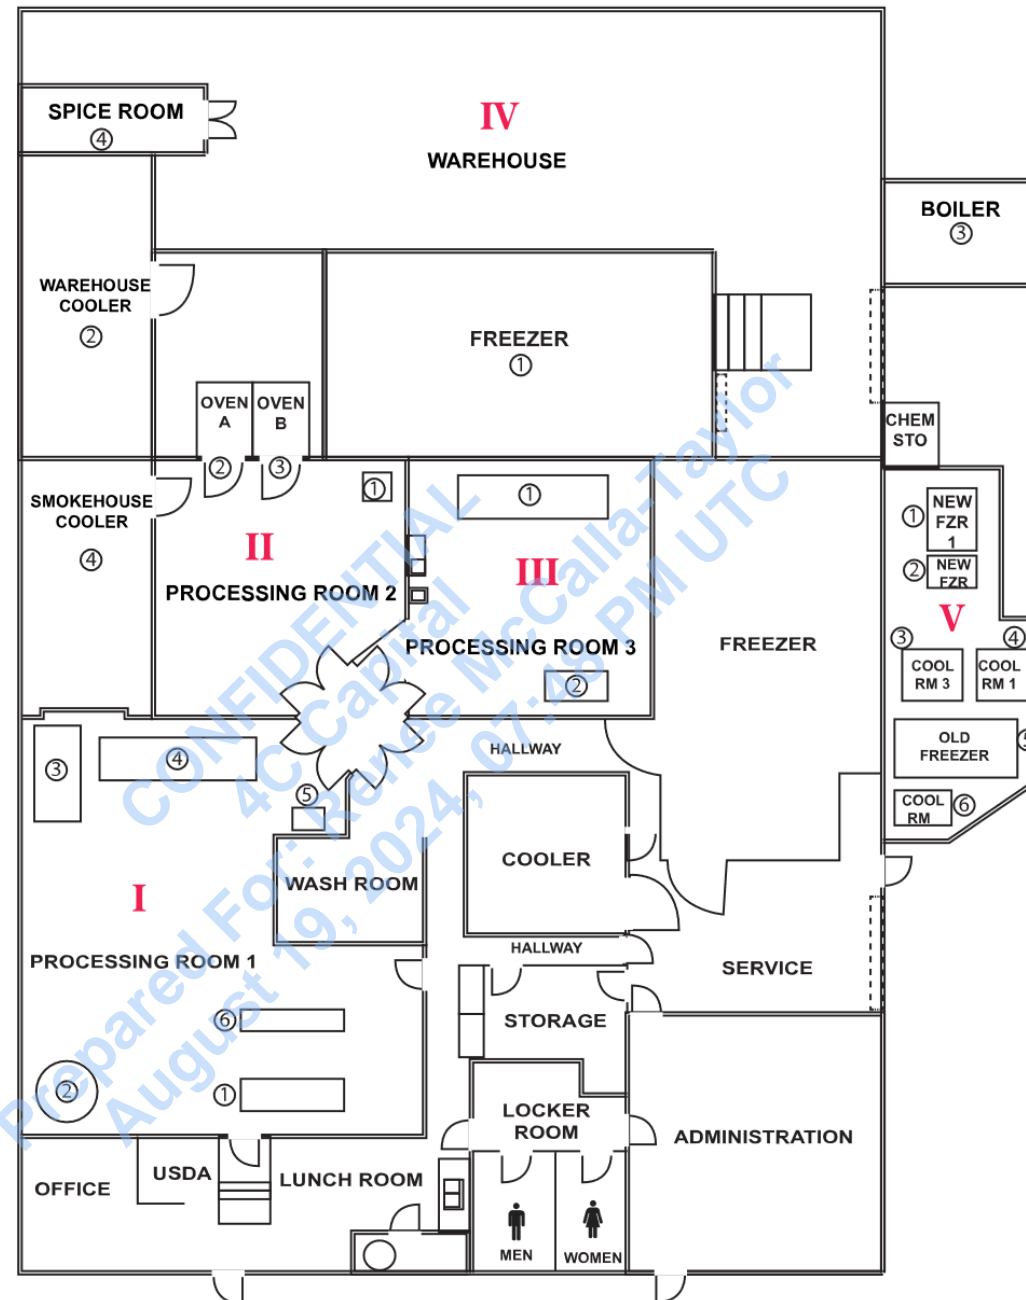 SPICE ROOM
④
IV
WAREHOUSE
BOILER
③
WAREHOUSE
COOLER
②
FREEZER
①
OVEN
A
OVEN
B
②
③
CHEM
STO
SMOKEHOUSE
COOLER
④
①
II
PROCESSING ROOM 2
①
III
PROCESSING ROOM 3
②
FREEZER
①
NEW
FZR
1
②
NEW
FZR
V
③
④
COOL
RM 3
COOL
RM 1
OLD
FREEZER
COOL
RM
⑥
HALLWAY
③
④
⑤
WASH ROOM
COOLER
I
PROCESSING ROOM 1
HALLWAY
SERVICE
STORAGE
⑥
②
①
LOCKER
ROOM
ADMINISTRATION
OFFICE
USDA
LUNCH ROOM
MEN
WOMEN
CONFIDENTIAL
4C Capital
Prepared For: Renee McCalla-Taylor
August 19, 2024, 07:48 PM UTC